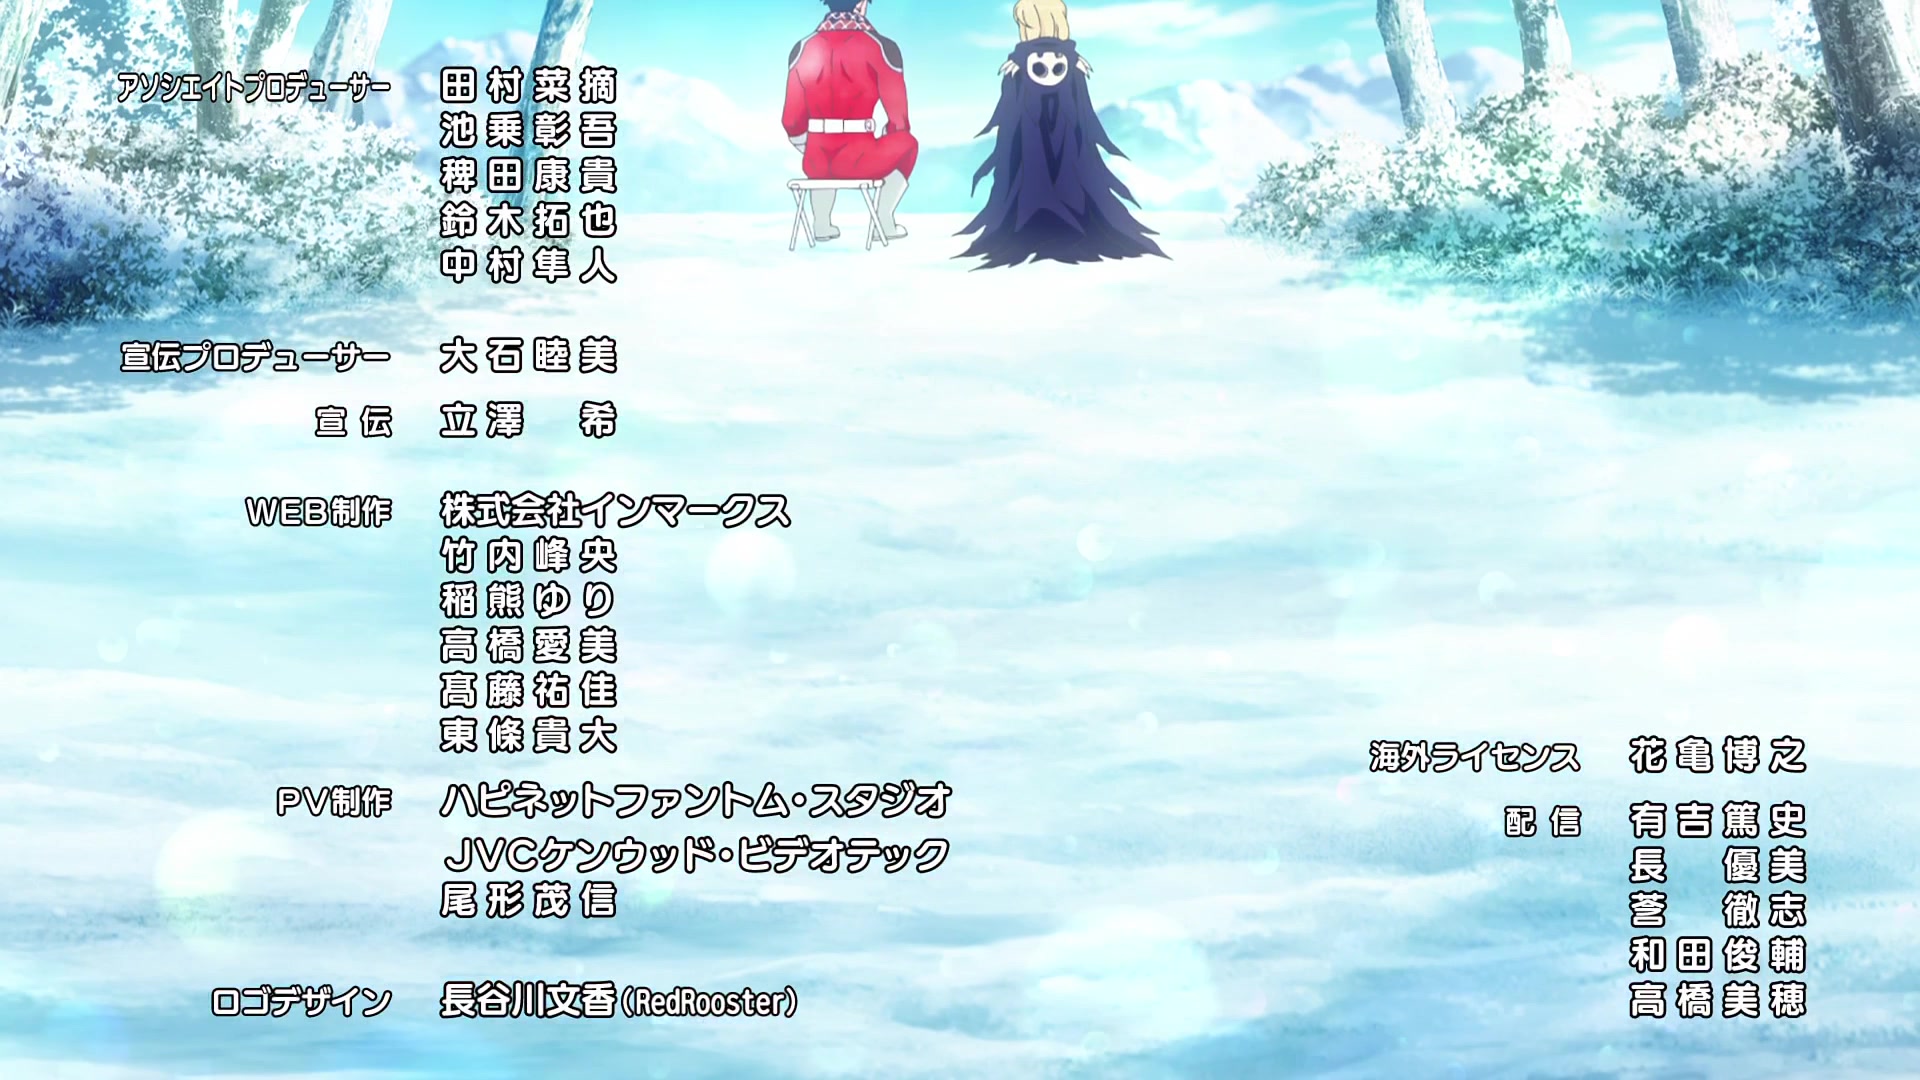 アソシエイトプロデューサー 田村菜摘
池乗彰吾
稗田康貴
鈴木拓也
中村隼人
宣伝プロデューサー 大石睦美
宣伝 立澤 希
WEB制作 株式会社インマークス
竹内峰央
稲熊ゆり
高橋愛美
髙藤祐佳
東條貴大
PV制作 ハピネットファントム・スタジオ
JVCケンウッド・ビデオテック
尾形茂信
ロゴデザイン 長谷川文香(RedRooster)
海外ライセンス 花亀博之
配信 有吉篤史
長 優美
莟 徹志
和田俊輔
高橋美穂